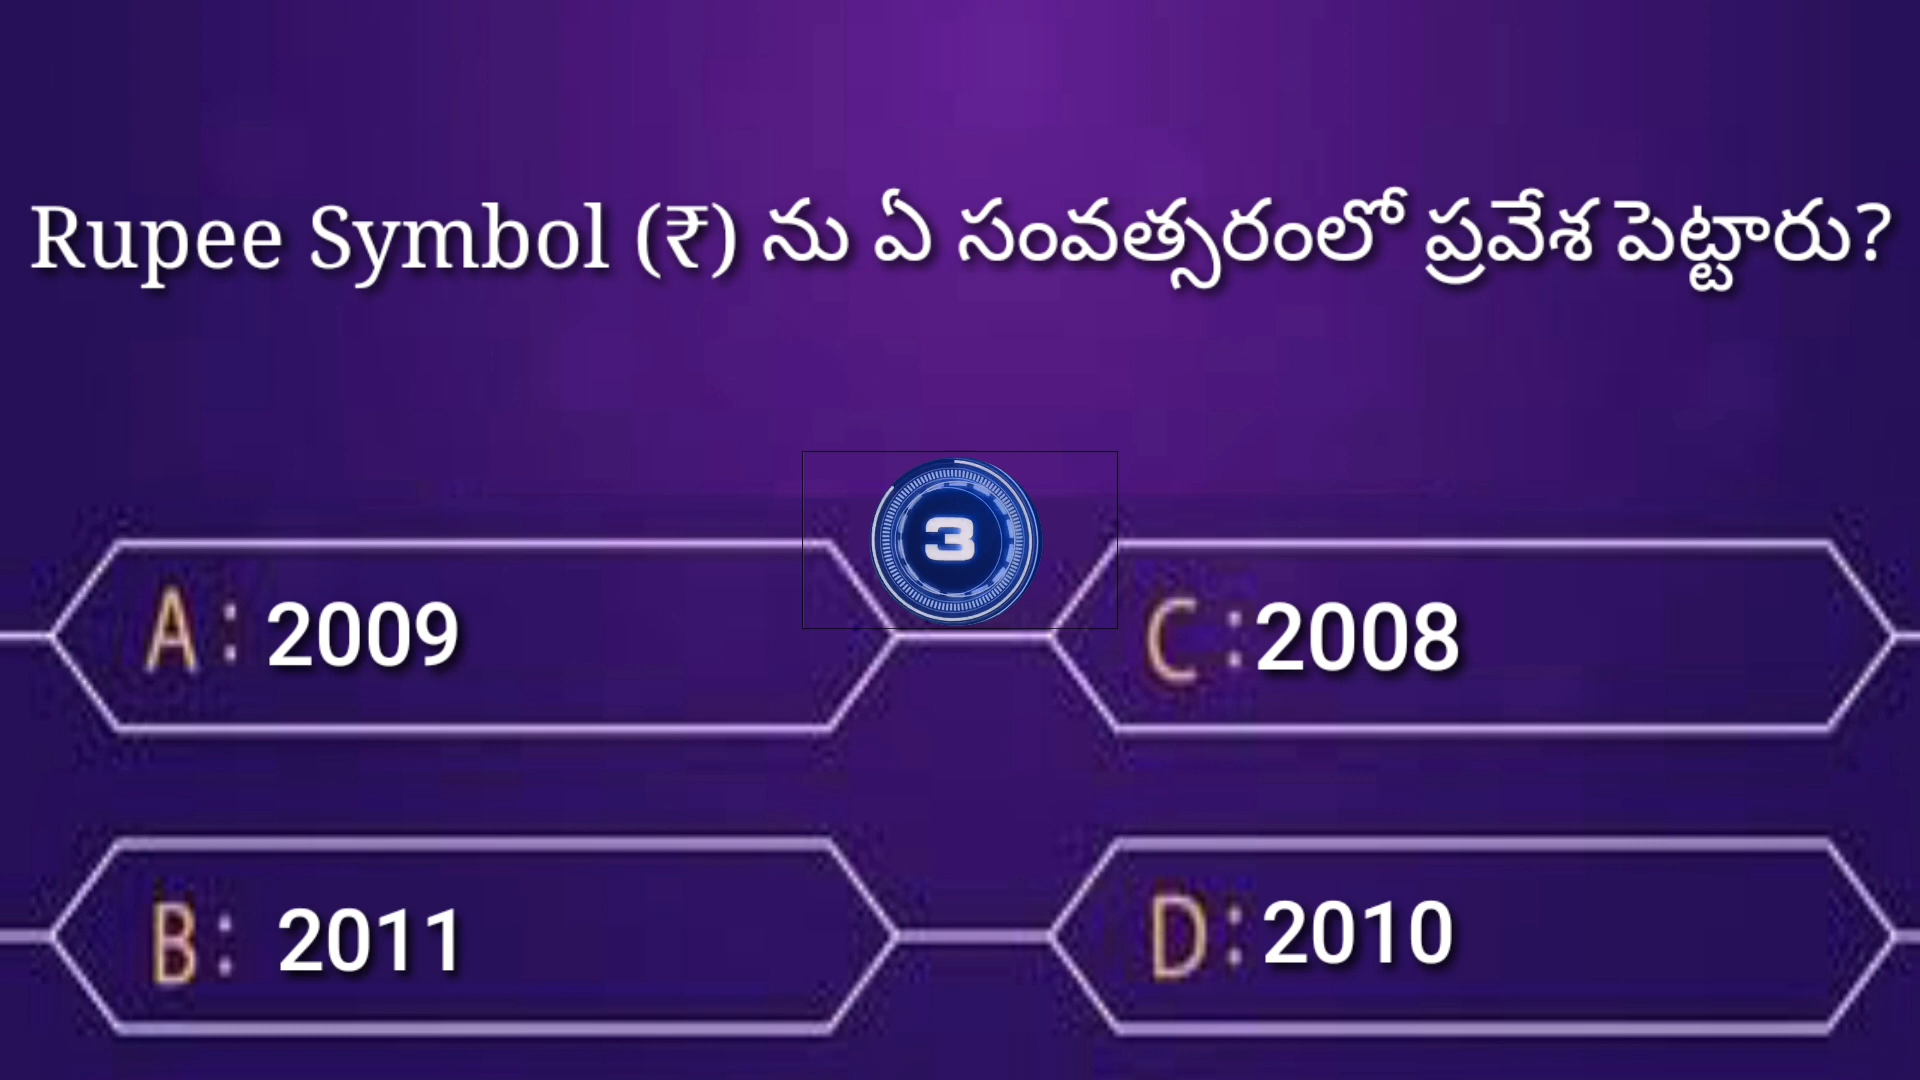 Rupee Symbol (₹) ను ఏ సంవత్సరంలో ప్రవేశ పెట్టారు?
3
A : 2009
C : 2008
B : 2011
D : 2010